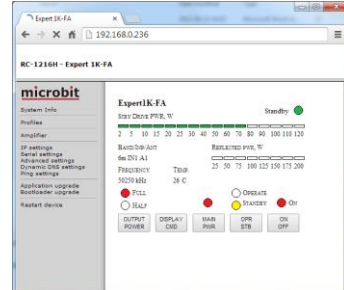 Expert 1K-FA
192.168.0.236
RC-1216H - Expert 1K-FA
microbit
System Info
Profiles
Amplifier
IP settings
Serial settings
Advanced settings
Dynamic DNS settings
Ping settings
Application upgrade
Bootloader upgrade
Restart device
Expert1K-FA
Standby
STBY DRIVE PWR, W
2 5 10 15 20 25 30 40 50 60 70 80 90 100 110 120
BAND/INP/ANT
REFLECTED PWR, W
6m IN1 A1
25 50 75 100 125 150 175 200
FREQUENCY TEMP.
50250 kHz 26 C
FULL
OPERATE
HALF
STANDBY
ON
OUTPUT POWER
DISPLAY CMD
MAIN PWR
OPR STB
ON OFF